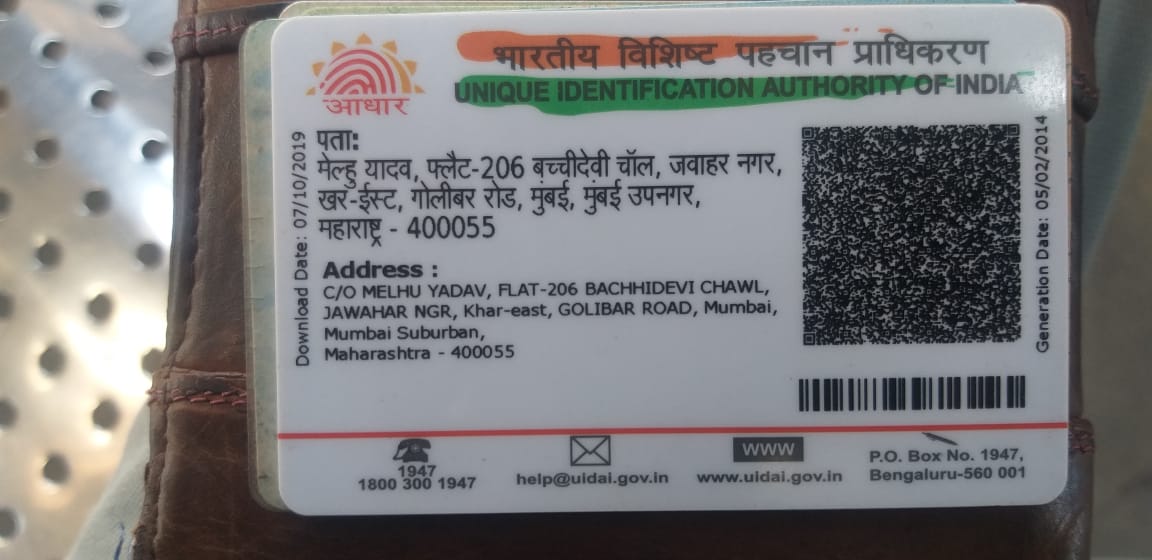 आधार
भारतीय विशिष्ट पहचान प्राधिकरण
UNIQUE IDENTIFICATION AUTHORITY OF INDIA
Download Date: 07/10/2019
पता:
मेल्हु यादव, फ्लैट-206 बच्चीदेवी चॉल, जवाहर नगर,
खर-ईस्ट, गोलीबर रोड, मुंबई, मुंबई उपनगर,
महाराष्ट्र - 400055
Address :
C/O MELHU YADAV, FLAT-206 BACHHIDEVI CHAWL,
JAWAHAR NGR, Khar-east, GOLIBAR ROAD, Mumbai,
Mumbai Suburban,
Maharashtra - 400055
Generation Date: 05/02/2014
1947
1800 300 1947
help@uidai.gov.in
WWW
www.uidai.gov.in
P.O. Box No. 1947,
Bengaluru-560 001